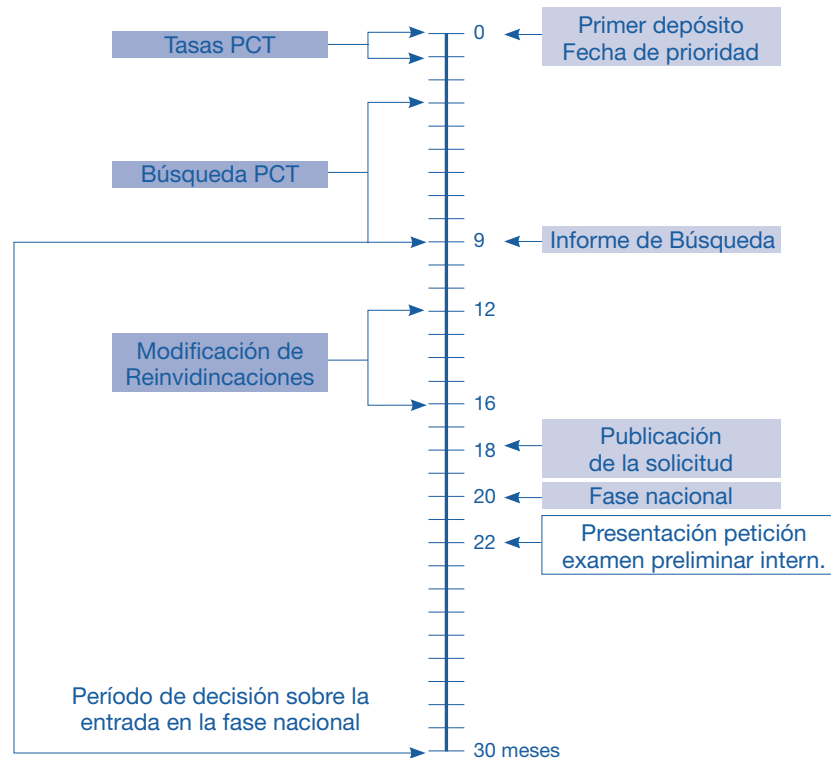 Tasas PCT
0
Primer depósito
Fecha de prioridad
Búsqueda PCT
9
Informe de Búsqueda
12
Modificación de
Reinvidincaciones
16
18
Publicación
de la solicitud
20
Fase nacional
22
Presentación petición
examen preliminar intern.
Período de decisión sobre la
entrada en la fase nacional
30 meses